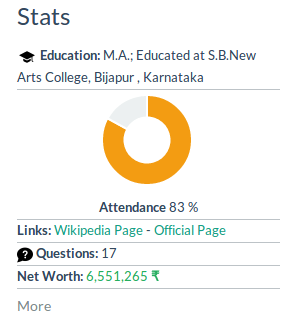 Stats
Education: M.A.; Educated at S.B.New
Arts College, Bijapur , Karnataka
Attendance 83 %
Links: Wikipedia Page - Official Page
? Questions: 17
Net Worth: 6,551,265 ₹
More